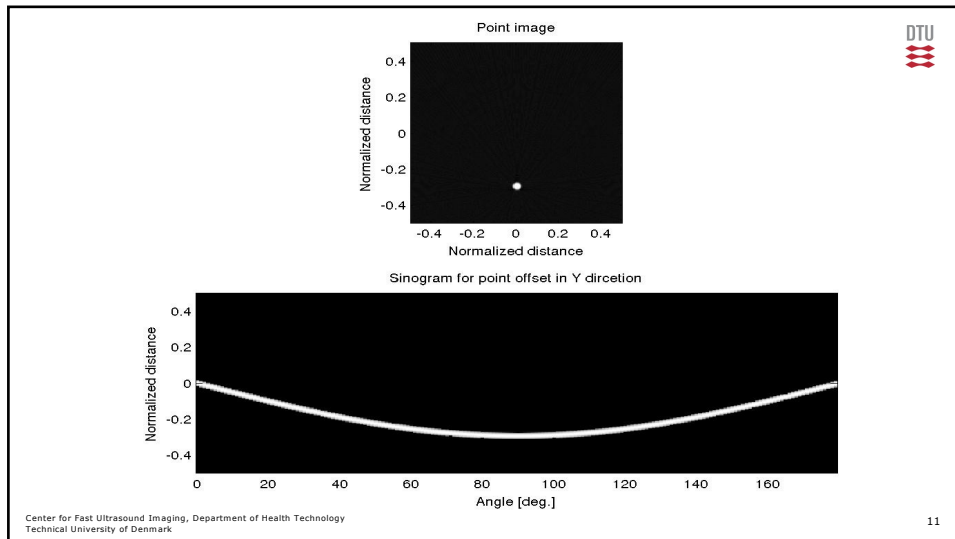 Point image
DTU
0.4
0.2
0
-0.2
-0.4
Normalized distance
-0.4 -0.2 0 0.2 0.4
Normalized distance
Sinogram for point offset in Y dircetion
0.4
0.2
0
-0.2
-0.4
Normalized distance
0 20 40 60 80 100 120 140 160
Angle [deg.]
Center for Fast Ultrasound Imaging, Department of Health Technology
Technical University of Denmark
11